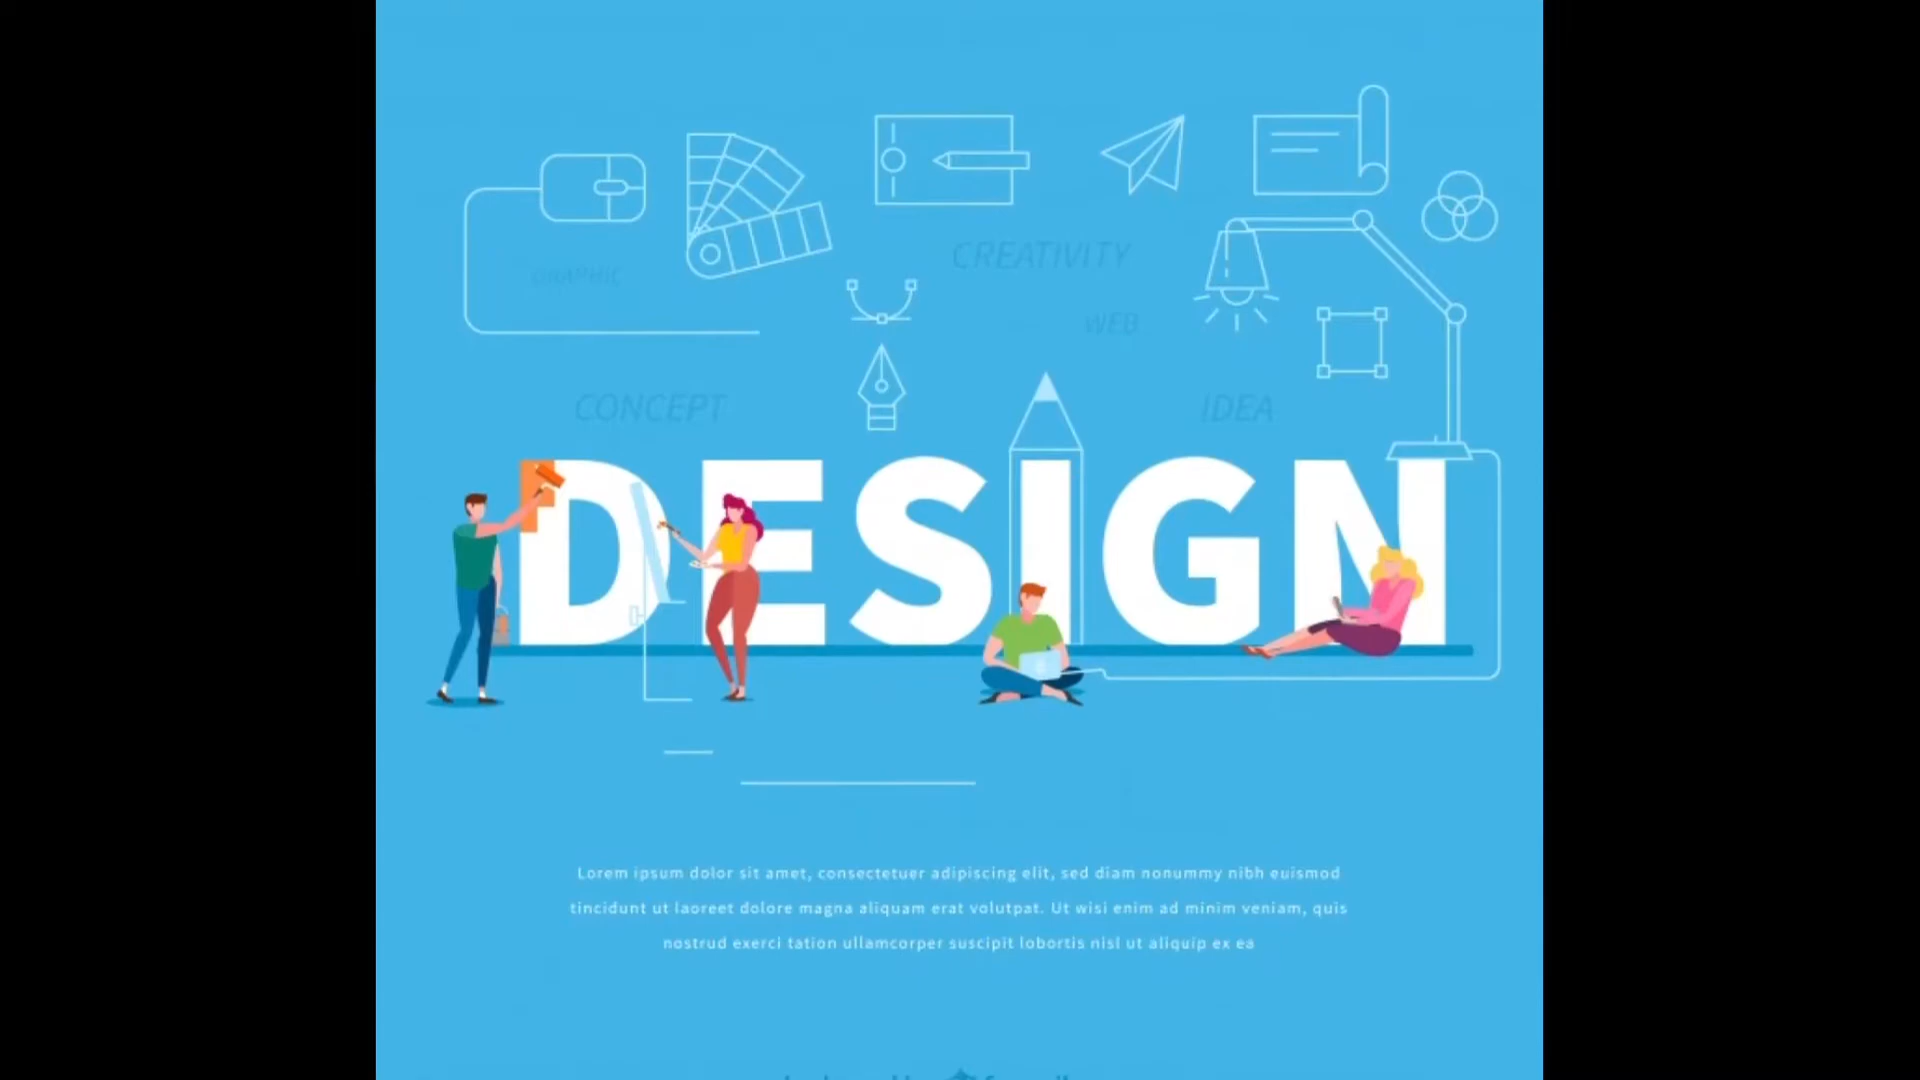 CREATIVITY
GRAPHIC
WEB
CONCEPT
IDEA
DESIGN
Lorem ipsum dolor sit amet, consectetuer adipiscing elit, sed diam nonummy nibh euismod
tincidunt ut laoreet dolore magna aliquam erat volutpat. Ut wisi enim ad minim veniam, quis
nostrud exerci tation ullamcorper suscipit lobortis nisl ut aliquip ex ea